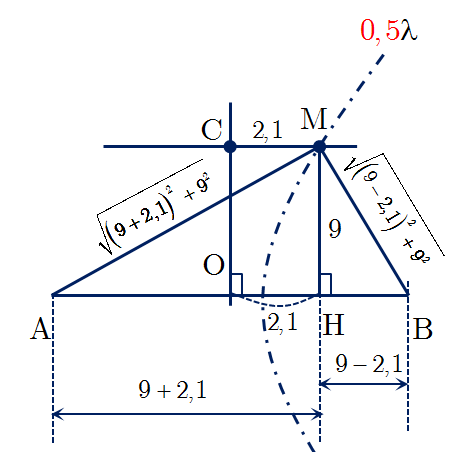 0,5λ
C 2,1 M
√((9+2,1)² + 9²)
√((9−2,1)² + 9²)
9
O
2,1
A H B
9 − 2,1
9 + 2,1